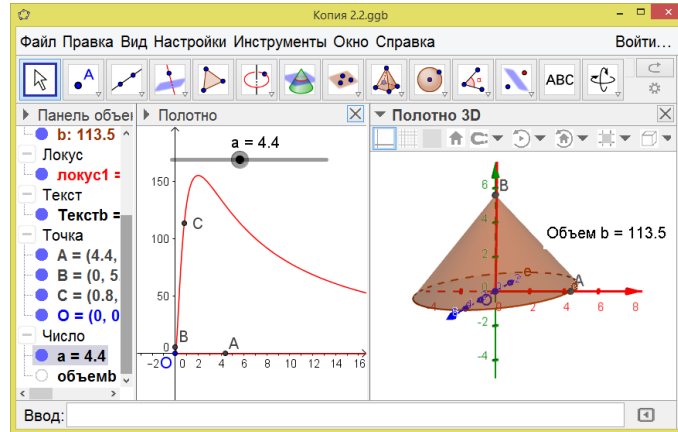 Копия 2.2.ggb
Файл Правка Вид Настройки Инструменты Окно Справка Войти...
A ABC
Панель объек Полотно Полотно 3D
b: 113.5
Локус
локус1 =
Текст
Текстb =
Точка
A = (4.4,
B = (0, 5
C = (0.8,
O = (0, 0
Число
a = 4.4
объемb
a = 4.4
150
100
50
0
C
B
A
O
-2 0 2 4 6 8 10 12 14 16
6
4
2
-2
-4
B
Объем b = 113.5
A
O
2 4 6 8
Ввод: